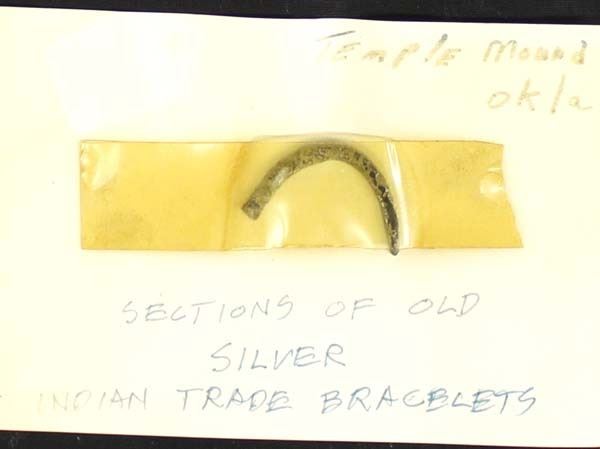 Temple Mound
okla
SECTIONS OF OLD
SILVER
INDIAN TRADE BRACELETS